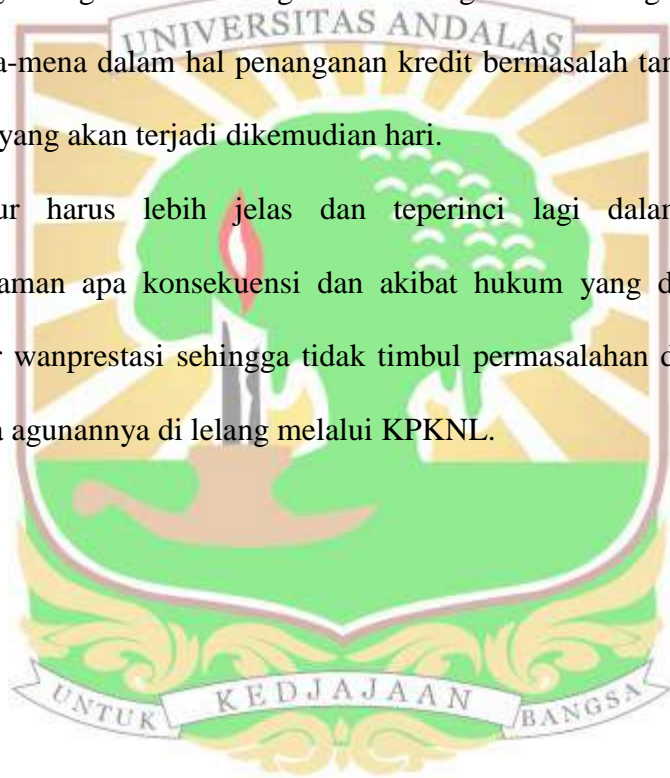 UNIVERSITAS ANDALAS
a-mena dalam hal penanganan kredit bermasalah tan
yang akan terjadi dikemudian hari.
ur harus lebih jelas dan teperinci lagi dalam
aman apa konsekuensi dan akibat hukum yang d
r wanprestasi sehingga tidak timbul permasalahan d
a agunannya di lelang melalui KPKNL.
UNTUK KEDJAJAAN BANGSA